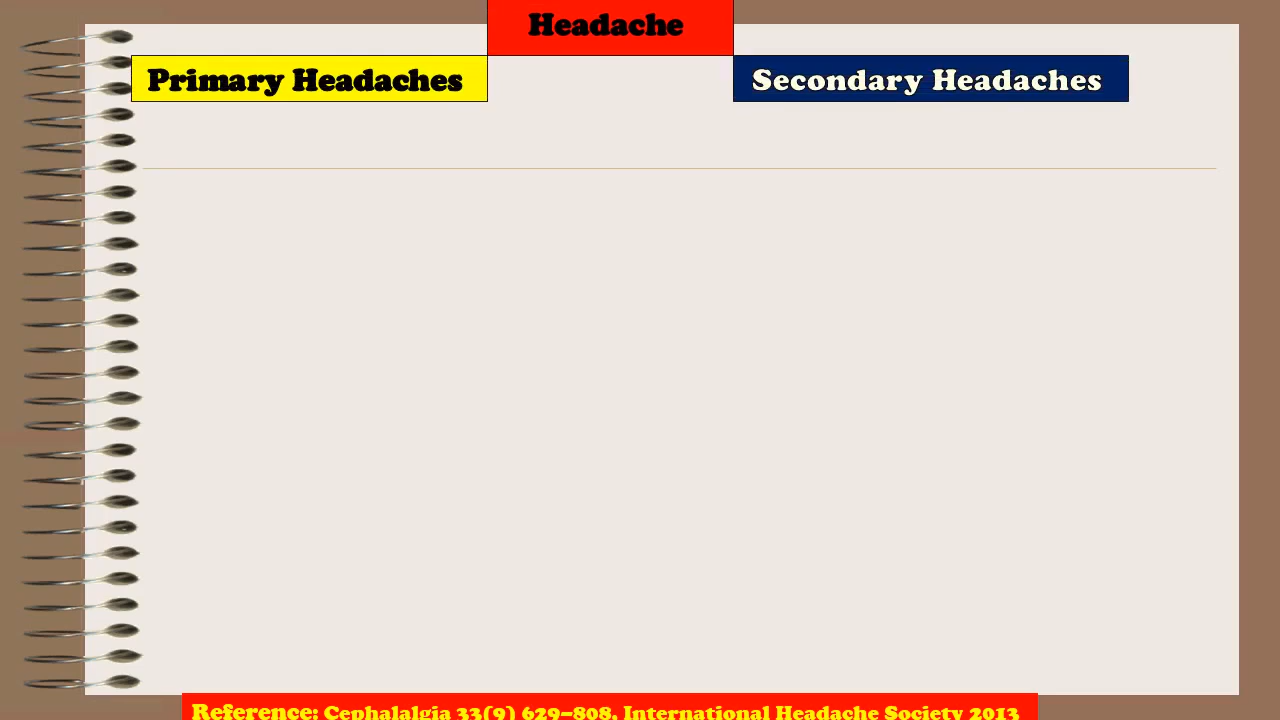 Headache
Primary Headaches
Secondary Headaches
Reference: Cephalalgia 33(9) 629–808, International Headache Society 2013